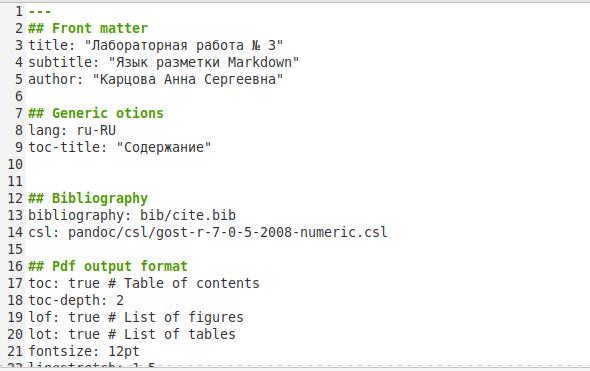 1 ---
2 ## Front matter
3 title: "Лабораторная работа № 3"
4 subtitle: "Язык разметки Markdown"
5 author: "Карцова Анна Сергеевна"
6
7 ## Generic otions
8 lang: ru-RU
9 toc-title: "Содержание"
10
11
12 ## Bibliography
13 bibliography: bib/cite.bib
14 csl: pandoc/csl/gost-r-7-0-5-2008-numeric.csl
15
16 ## Pdf output format
17 toc: true # Table of contents
18 toc-depth: 2
19 lof: true # List of figures
20 lot: true # List of tables
21 fontsize: 12pt